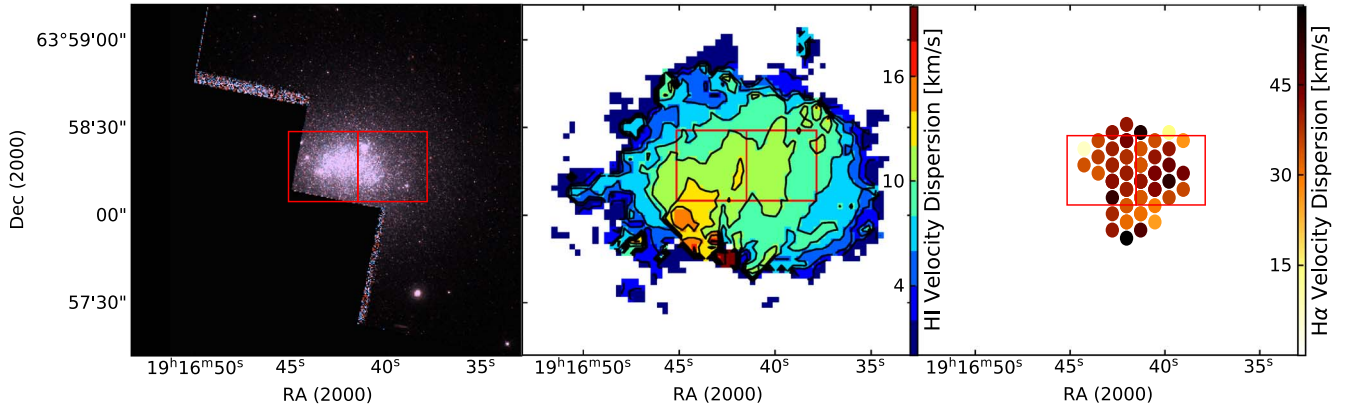 63°59'00"
58'30"
00"
57'30"
Dec (2000)
19ʰ16ᵐ50ˢ 45ˢ 40ˢ 35ˢ
RA (2000)
16
10
4
HI Velocity Dispersion [km/s]
19ʰ16ᵐ50ˢ 45ˢ 40ˢ 35ˢ
RA (2000)
45
30
15
Hα Velocity Dispersion [km/s]
19ʰ16ᵐ50ˢ 45ˢ 40ˢ 35ˢ
RA (2000)